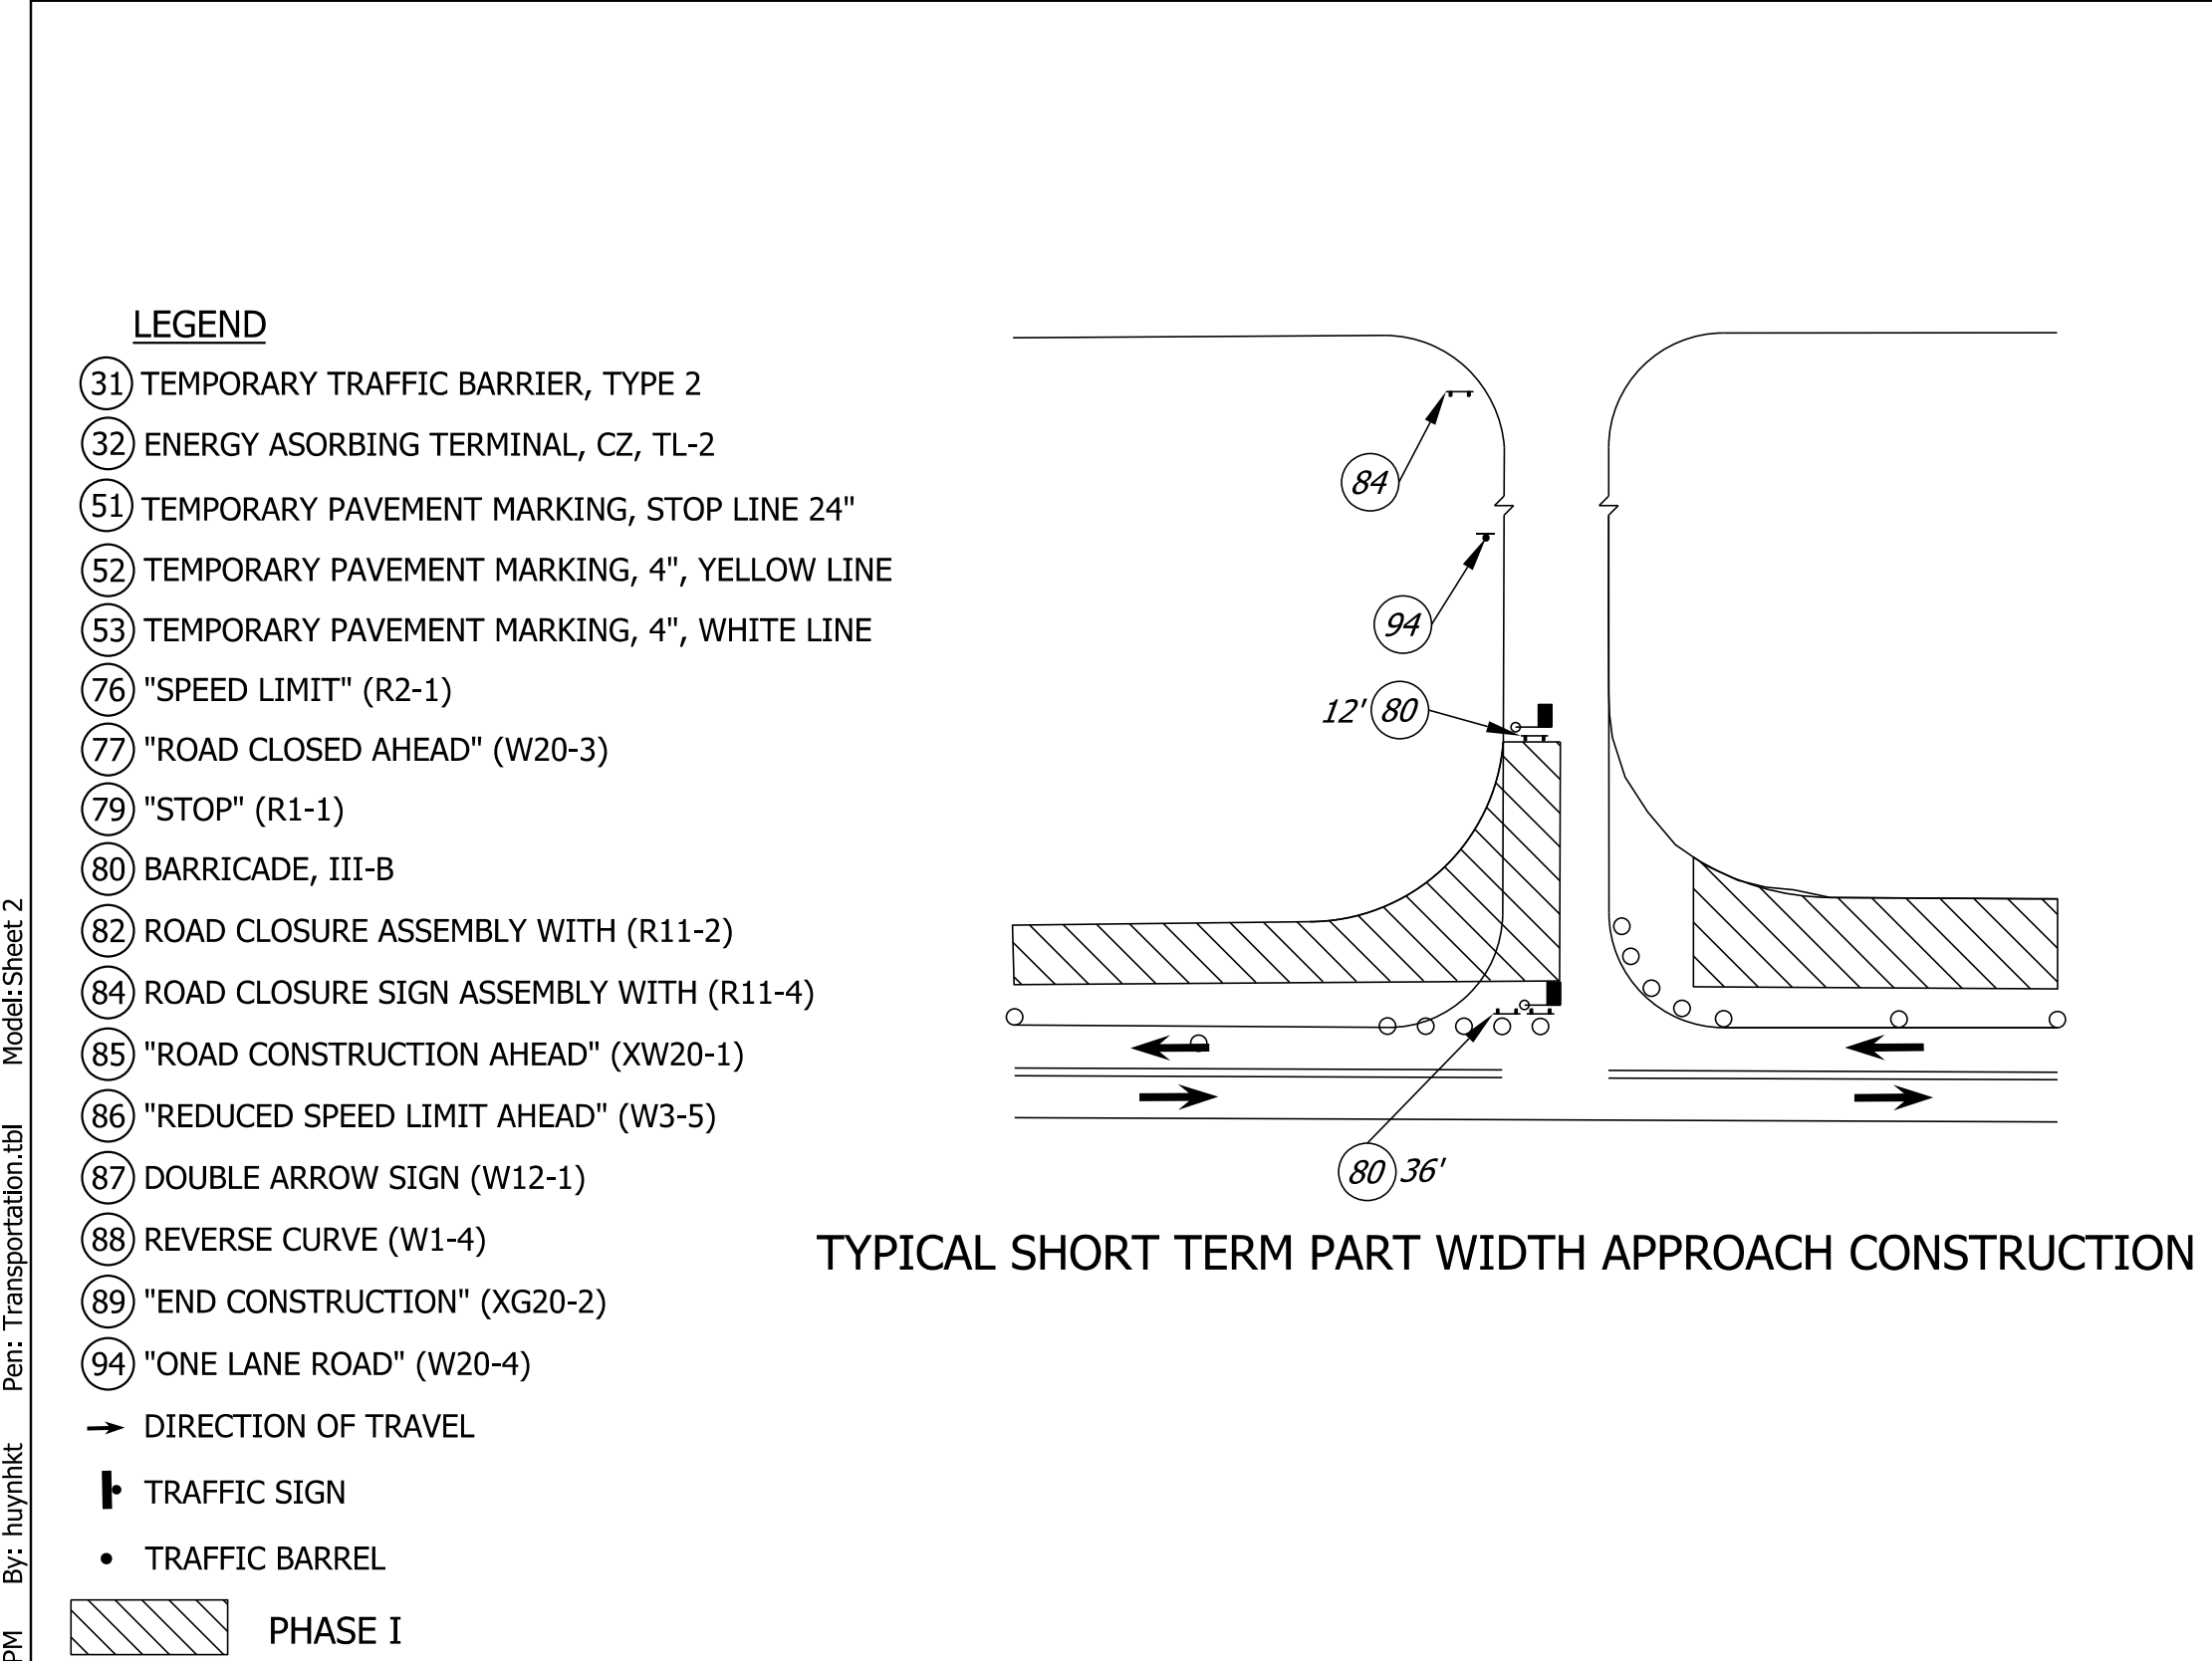 LEGEND
31 TEMPORARY TRAFFIC BARRIER, TYPE 2
32 ENERGY ASORBING TERMINAL, CZ, TL-2
51 TEMPORARY PAVEMENT MARKING, STOP LINE 24"
52 TEMPORARY PAVEMENT MARKING, 4", YELLOW LINE
53 TEMPORARY PAVEMENT MARKING, 4", WHITE LINE
76 "SPEED LIMIT" (R2-1)
77 "ROAD CLOSED AHEAD" (W20-3)
79 "STOP" (R1-1)
80 BARRICADE, III-B
82 ROAD CLOSURE ASSEMBLY WITH (R11-2)
84 ROAD CLOSURE SIGN ASSEMBLY WITH (R11-4)
85 "ROAD CONSTRUCTION AHEAD" (XW20-1)
86 "REDUCED SPEED LIMIT AHEAD" (W3-5)
87 DOUBLE ARROW SIGN (W12-1)
88 REVERSE CURVE (W1-4)
89 "END CONSTRUCTION" (XG20-2)
94 "ONE LANE ROAD" (W20-4)
DIRECTION OF TRAVEL
TRAFFIC SIGN
TRAFFIC BARREL
PHASE I
84
94
12' 80
80 36'
TYPICAL SHORT TERM PART WIDTH APPROACH CONSTRUCTION
PM By: huynhkt Pen: Transportation.tbl Model:Sheet 2